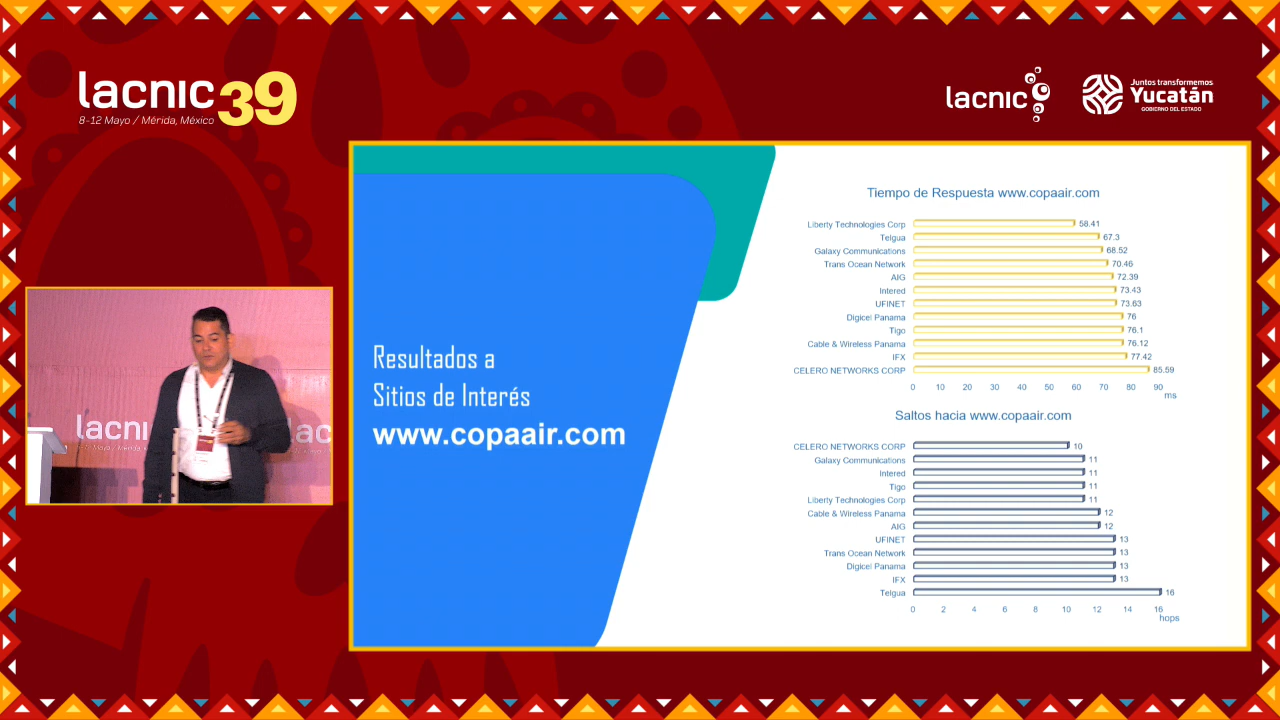 lacnic 39
8-12 Mayo / Mérida, México
lacnic
Juntos transformemos
Yucatán
GOBIERNO DEL ESTADO
Resultados a
Sitios de Interés
www.copaair.com
Tiempo de Respuesta www.copaair.com
Liberty Technologies Corp 58.41
Telgua 67.3
Galaxy Communications 68.52
Trans Ocean Network 70.46
AIG 72.39
Intered 73.43
UFINET 73.63
Digicel Panama 76
Tigo 76.1
Cable & Wireless Panama 76.12
IFX 77.42
CELERO NETWORKS CORP 85.59
0 10 20 30 40 50 60 70 80 90
ms
Saltos hacia www.copaair.com
CELERO NETWORKS CORP 10
Galaxy Communications 11
Intered 11
Tigo 11
Liberty Technologies Corp 11
Cable & Wireless Panama 12
AIG 12
UFINET 13
Trans Ocean Network 13
Digicel Panama 13
IFX 13
Telgua 16
0 2 4 6 8 10 12 14 16
hops
lacni
lac